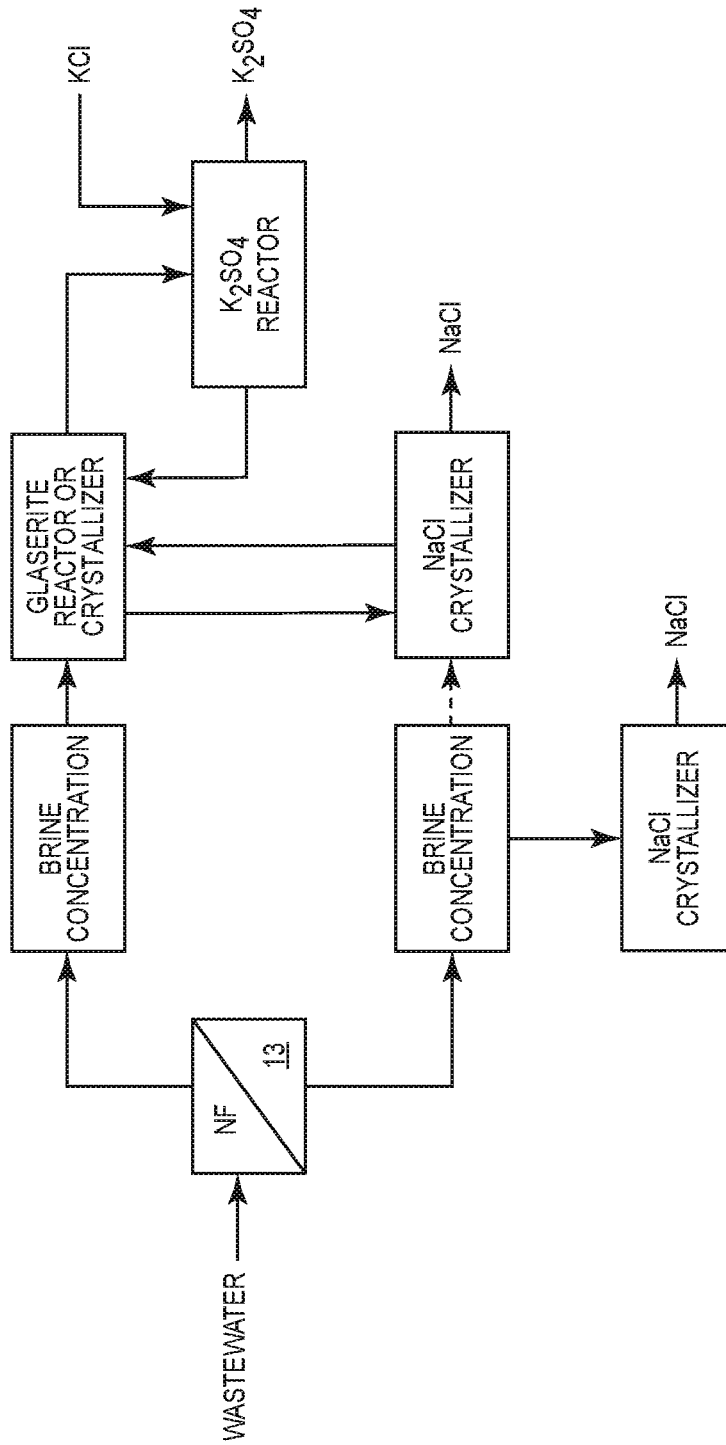 WASTEWATER
NF
13
BRINE
CONCENTRATION
BRINE
CONCENTRATION
GLASERITE
REACTOR OR
CRYSTALLIZER
NaCl
CRYSTALLIZER
NaCl
CRYSTALLIZER
K2SO4
REACTOR
KCl
K2SO4
NaCl
NaCl